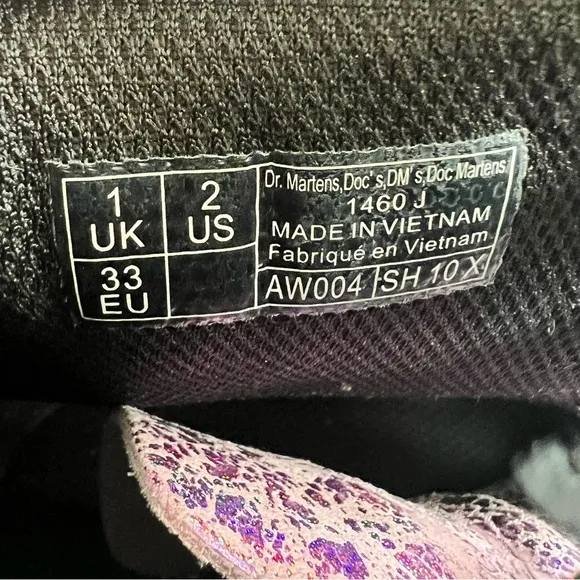 1 UK
2 US
33 EU
Dr. Martens,Doc's,DM's,Doc Martens
1460 J
MADE IN VIETNAM
Fabriqué en Vietnam
AW004
SH 10 X